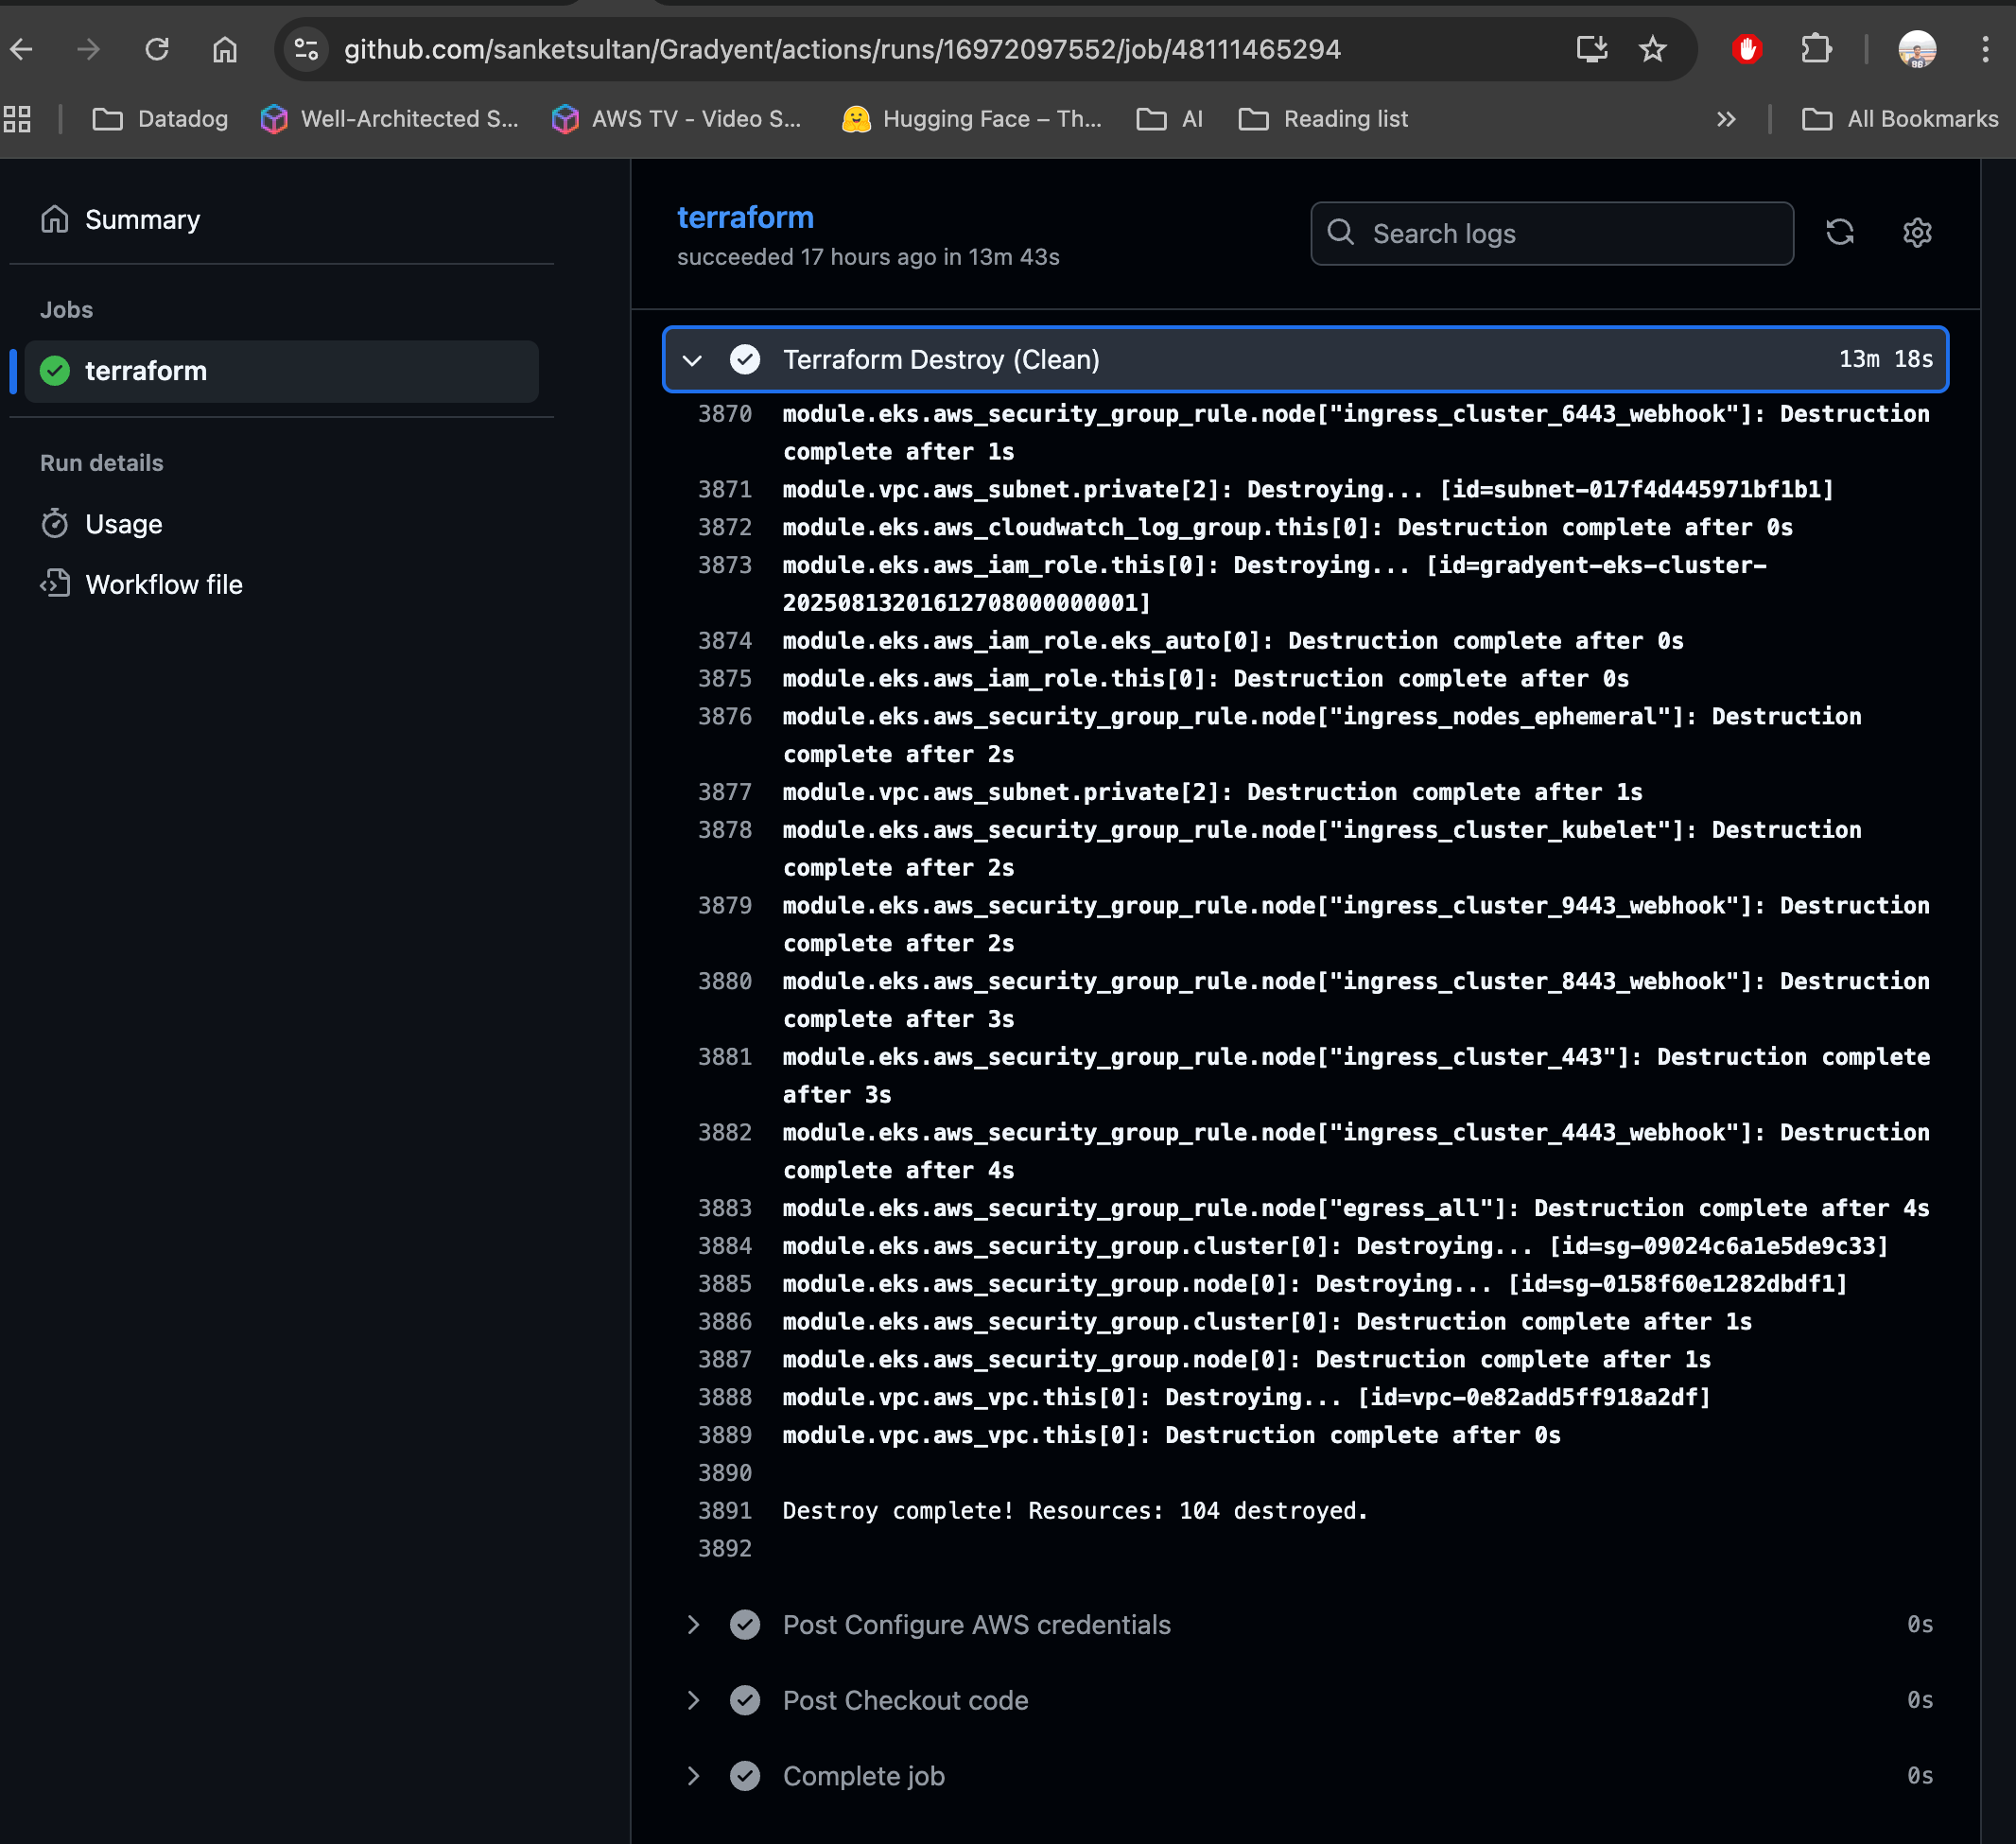 github.com/sanketsultan/Gradyent/actions/runs/16972097552/job/48111465294
Datadog
Well-Architected S...
AWS TV - Video S...
Hugging Face – Th...
AI
Reading list
All Bookmarks
Summary
Jobs
terraform
Run details
Usage
Workflow file
terraform
succeeded 17 hours ago in 13m 43s
Search logs
Terraform Destroy (Clean) 13m 18s
3870 module.eks.aws_security_group_rule.node["ingress_cluster_6443_webhook"]: Destruction
complete after 1s
3871 module.vpc.aws_subnet.private[2]: Destroying... [id=subnet-017f4d445971bf1b1]
3872 module.eks.aws_cloudwatch_log_group.this[0]: Destruction complete after 0s
3873 module.eks.aws_iam_role.this[0]: Destroying... [id=gradyent-eks-cluster-
20250813201612708000000001]
3874 module.eks.aws_iam_role.eks_auto[0]: Destruction complete after 0s
3875 module.eks.aws_iam_role.this[0]: Destruction complete after 0s
3876 module.eks.aws_security_group_rule.node["ingress_nodes_ephemeral"]: Destruction
complete after 2s
3877 module.vpc.aws_subnet.private[2]: Destruction complete after 1s
3878 module.eks.aws_security_group_rule.node["ingress_cluster_kubelet"]: Destruction
complete after 2s
3879 module.eks.aws_security_group_rule.node["ingress_cluster_9443_webhook"]: Destruction
complete after 2s
3880 module.eks.aws_security_group_rule.node["ingress_cluster_8443_webhook"]: Destruction
complete after 3s
3881 module.eks.aws_security_group_rule.node["ingress_cluster_443"]: Destruction complete
after 3s
3882 module.eks.aws_security_group_rule.node["ingress_cluster_4443_webhook"]: Destruction
complete after 4s
3883 module.eks.aws_security_group_rule.node["egress_all"]: Destruction complete after 4s
3884 module.eks.aws_security_group.cluster[0]: Destroying... [id=sg-09024c6a1e5de9c33]
3885 module.eks.aws_security_group.node[0]: Destroying... [id=sg-0158f60e1282dbdf1]
3886 module.eks.aws_security_group.cluster[0]: Destruction complete after 1s
3887 module.eks.aws_security_group.node[0]: Destruction complete after 1s
3888 module.vpc.aws_vpc.this[0]: Destroying... [id=vpc-0e82add5ff918a2df]
3889 module.vpc.aws_vpc.this[0]: Destruction complete after 0s
3890
3891 Destroy complete! Resources: 104 destroyed.
3892
Post Configure AWS credentials 0s
Post Checkout code 0s
Complete job 0s